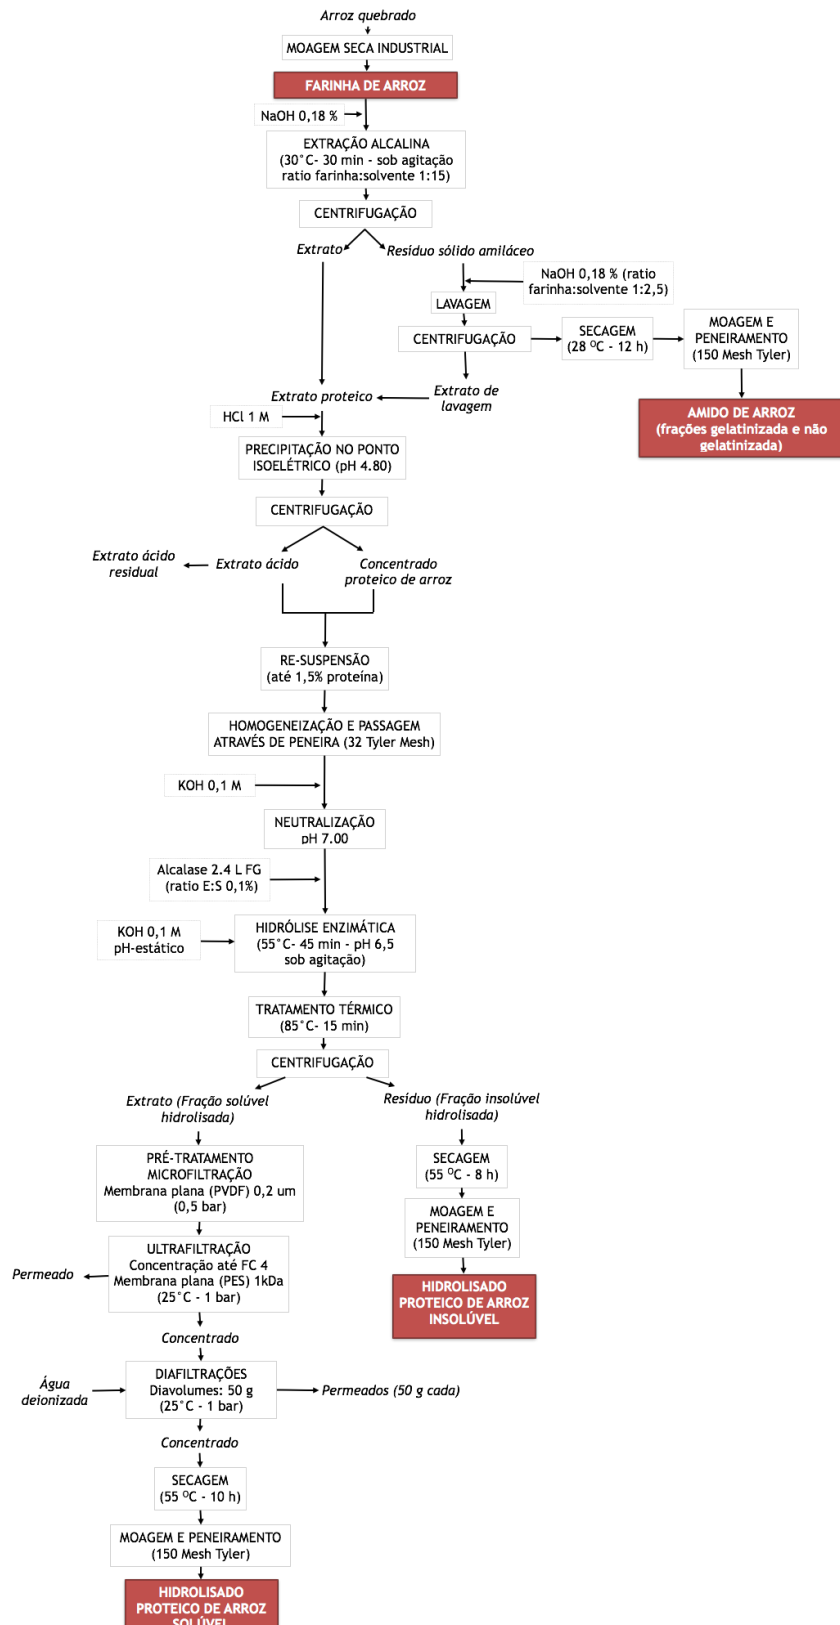 Arroz quebrado
MOAGEM SECA INDUSTRIAL
FARINHA DE ARROZ
NaOH 0,18 %
EXTRAÇÃO ALCALINA
(30°C- 30 min - sob agitação
ratio farinha:solvente 1:15)
CENTRIFUGAÇÃO
Extrato
Resíduo sólido amiláceo
NaOH 0,18 % (ratio
farinha:solvente 1:2,5)
LAVAGEM
CENTRIFUGAÇÃO
SECAGEM
(28 ºC - 12 h)
MOAGEM E
PENEIRAMENTO
(150 Mesh Tyler)
Extrato de
lavagem
Extrato proteico
AMIDO DE ARROZ
(frações gelatinizada e não
gelatinizada)
HCl 1 M
PRECIPITAÇÃO NO PONTO
ISOELÉTRICO (pH 4.80)
CENTRIFUGAÇÃO
Extrato ácido
residual
Extrato ácido
Concentrado
proteico de arroz
RE-SUSPENSÃO
(até 1,5% proteína)
HOMOGENEIZAÇÃO E PASSAGEM
ATRAVÉS DE PENEIRA (32 Tyler Mesh)
KOH 0,1 M
NEUTRALIZAÇÃO
pH 7.00
Alcalase 2.4 L FG
(ratio E:S 0,1%)
KOH 0,1 M
pH-estático
HIDRÓLISE ENZIMÁTICA
(55°C- 45 min - pH 6,5
sob agitação)
TRATAMENTO TÉRMICO
(85°C- 15 min)
CENTRIFUGAÇÃO
Extrato (Fração solúvel
hidrolisada)
Resíduo (Fração insolúvel
hidrolisada)
PRÉ-TRATAMENTO
MICROFILTRAÇÃO
Membrana plana (PVDF) 0,2 um
(0,5 bar)
SECAGEM
(55 ºC - 8 h)
MOAGEM E
PENEIRAMENTO
(150 Mesh Tyler)
HIDROLISADO
PROTEICO DE ARROZ
INSOLÚVEL
ULTRAFILTRAÇÃO
Concentração até FC 4
Membrana plana (PES) 1kDa
(25°C - 1 bar)
Permeado
Concentrado
Água
deionizada
DIAFILTRAÇÕES
Diavolumes: 50 g
(25°C - 1 bar)
Permeados (50 g cada)
Concentrado
SECAGEM
(55 ºC - 10 h)
MOAGEM E PENEIRAMENTO
(150 Mesh Tyler)
HIDROLISADO
PROTEICO DE ARROZ
SOLÚVEL